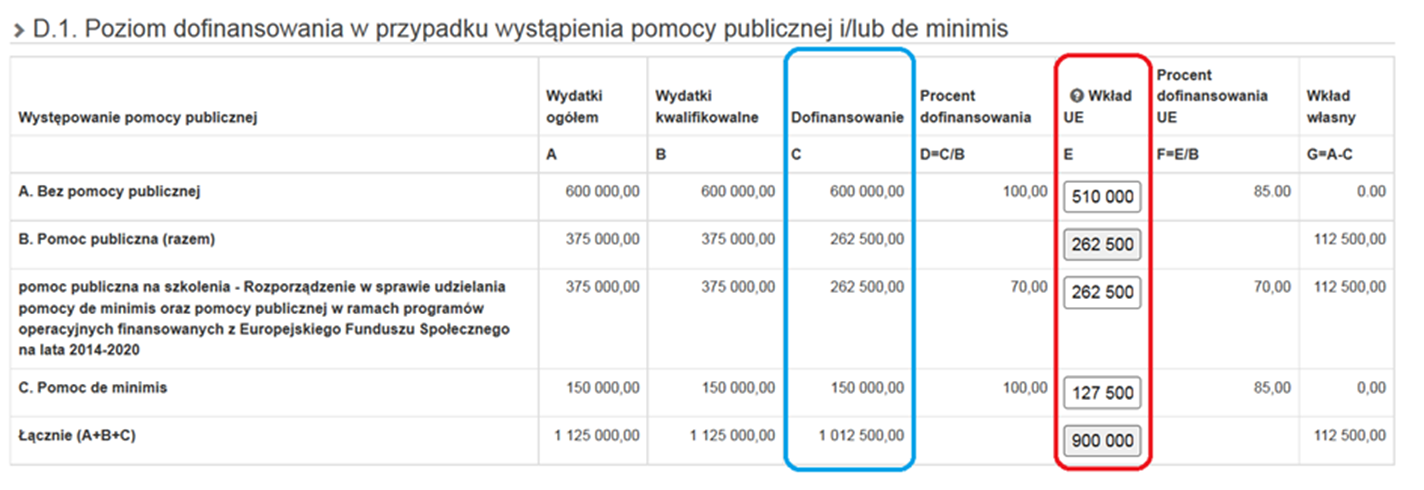 > D.1. Poziom dofinansowania w przypadku wystąpienia pomocy publicznej i/lub de minimis
Występowanie pomocy publicznej Wydatki ogółem Wydatki kwalifikowalne Dofinansowanie Procent dofinansowania ? Wkład UE Procent dofinansowania UE Wkład własny
A B C D=C/B E F=E/B G=A-C
A. Bez pomocy publicznej 600 000,00 600 000,00 600 000,00 100,00 510 000 85.00 0.00
B. Pomoc publiczna (razem) 375 000,00 375 000,00 262 500,00 262 500 112 500,00
pomoc publiczna na szkolenia - Rozporządzenie w sprawie udzielania 375 000,00 375 000,00 262 500,00 70,00 262 500 70,00 112 500,00
pomocy de minimis oraz pomocy publicznej w ramach programów
operacyjnych finansowanych z Europejskiego Funduszu Społecznego
na lata 2014-2020
C. Pomoc de minimis 150 000,00 150 000,00 150 000,00 100,00 127 500 85,00 0,00
Łącznie (A+B+C) 1 125 000,00 1 125 000,00 1 012 500,00 900 000 112 500,00